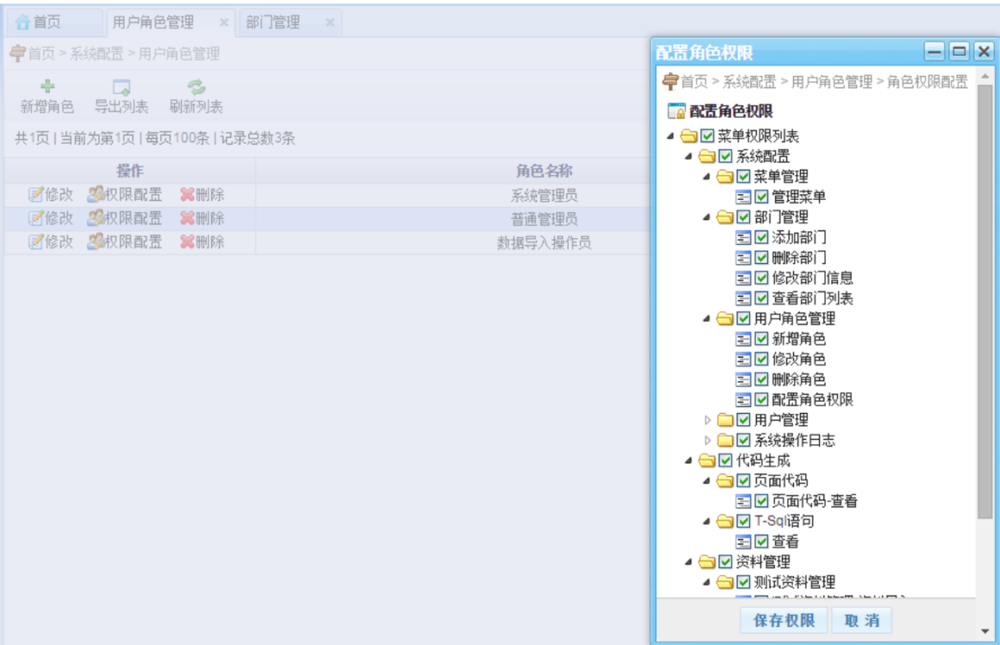 首页 用户角色管理 × 部门管理 ×
首页 > 系统配置 > 用户角色管理
新增角色 导出列表 刷新列表
共1页 | 当前为第1页 | 每页100条 | 记录总数3条
操作 角色名称
修改 权限配置 删除 系统管理员
修改 权限配置 删除 普通管理员
修改 权限配置 删除 数据导入操作员
配置角色权限
首页 > 系统配置 > 用户角色管理 > 角色权限配置
配置角色权限
菜单权限列表
系统配置
菜单管理
管理菜单
部门管理
添加部门
删除部门
修改部门信息
查看部门列表
用户角色管理
新增角色
修改角色
删除角色
配置角色权限
用户管理
系统操作日志
代码生成
页面代码
页面代码-查看
T-Sql语句
查看
资料管理
测试资料管理
保存权限 取 消